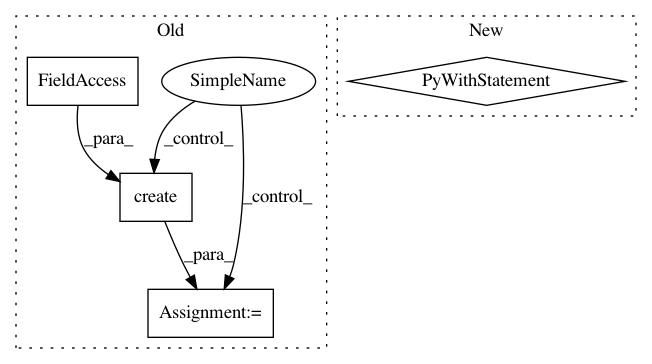 Old
New
FieldAccess
SimpleName
PyWithStatement
_para_
_control_
create
_control_
_para_
Assignment:=